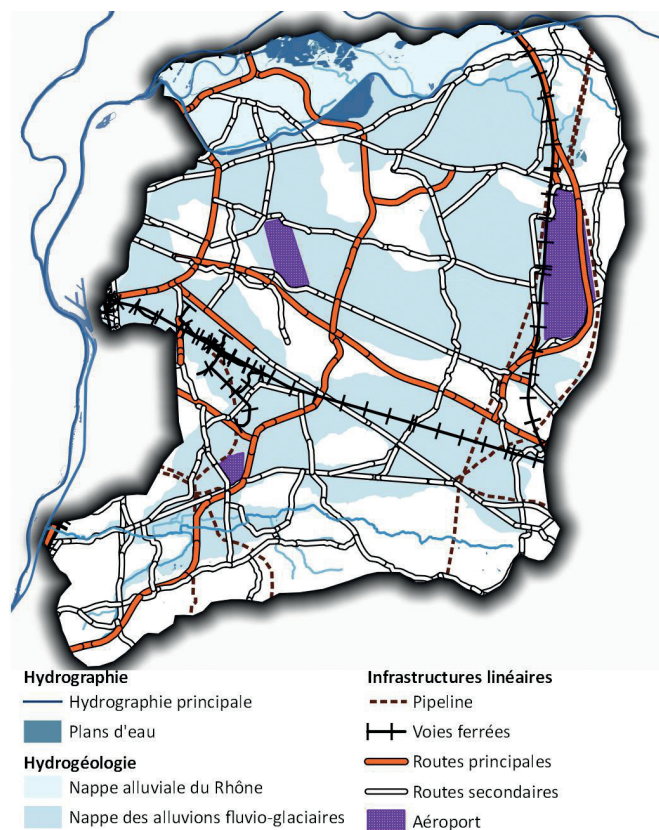 Hydrographie
Hydrographie principale
Plans d'eau
Hydrogéologie
Nappe alluviale du Rhône
Nappe des alluvions fluvio-glaciaires
Infrastructures linéaires
Pipeline
Voies ferrées
Routes principales
Routes secondaires
Aéroport